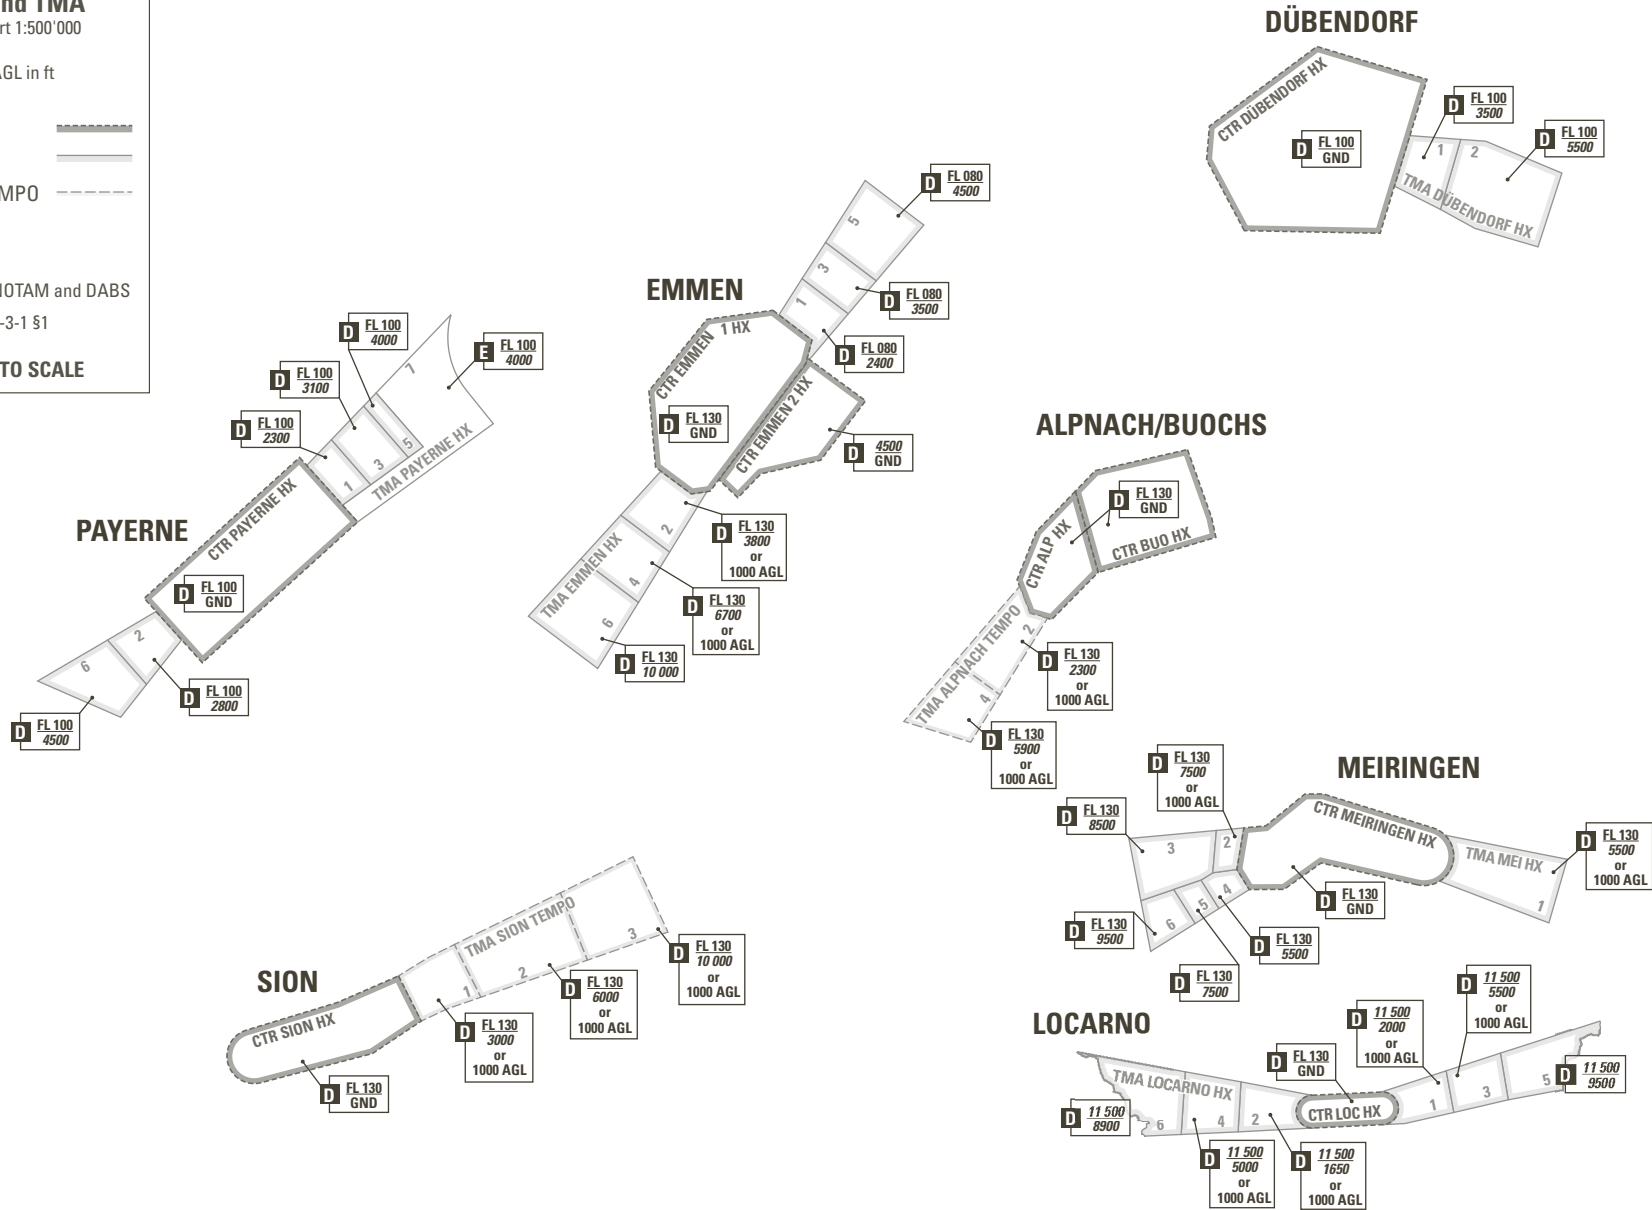 nd TMA
rt 1:500'000
AGL in ft
MPO
NOTAM and DABS
-3-1 §1
TO SCALE
DÜBENDORF
CTR DÜBENDORF HX
D FL 100
GND
D FL 100
3500
D FL 100
5500
1
2
TMA DÜBENDORF HX
EMMEN
CTR EMMEN 1 HX
D FL 130
GND
CTR EMMEN 2 HX
D 4500
GND
5
3
1
D FL 080
4500
D FL 080
3500
D FL 080
2400
TMA EMMEN HX
2
4
6
D FL 130
3800
or
1000 AGL
D FL 130
6700
or
1000 AGL
D FL 130
10 000
PAYERNE
CTR PAYERNE HX
D FL 100
GND
D FL 100
4000
D FL 100
3100
D FL 100
2300
E FL 100
4000
7
5
3
1
TMA PAYERNE HX
2
6
D FL 100
2800
D FL 100
4500
ALPNACH/BUOCHS
D FL 130
GND
CTR ALP HX
CTR BUO HX
TMA ALPNACH TEMPO
2
4
D FL 130
2300
or
1000 AGL
D FL 130
5900
or
1000 AGL
MEIRINGEN
CTR MEIRINGEN HX
D FL 130
7500
or
1000 AGL
D FL 130
8500
3
2
4
5
6
D FL 130
9500
D FL 130
7500
D FL 130
5500
D FL 130
GND
TMA MEI HX
1
D FL 130
5500
or
1000 AGL
SION
CTR SION HX
D FL 130
GND
TMA SION TEMPO
1
2
3
D FL 130
3000
or
1000 AGL
D FL 130
6000
or
1000 AGL
D FL 130
10 000
or
1000 AGL
LOCARNO
TMA LOCARNO HX
6
4
2
CTR LOC HX
1
3
5
D FL 130
GND
D 11 500
2000
or
1000 AGL
D 11 500
5500
or
1000 AGL
D 11 500
9500
D 11 500
8900
D 11 500
5000
or
1000 AGL
D 11 500
1650
or
1000 AGL